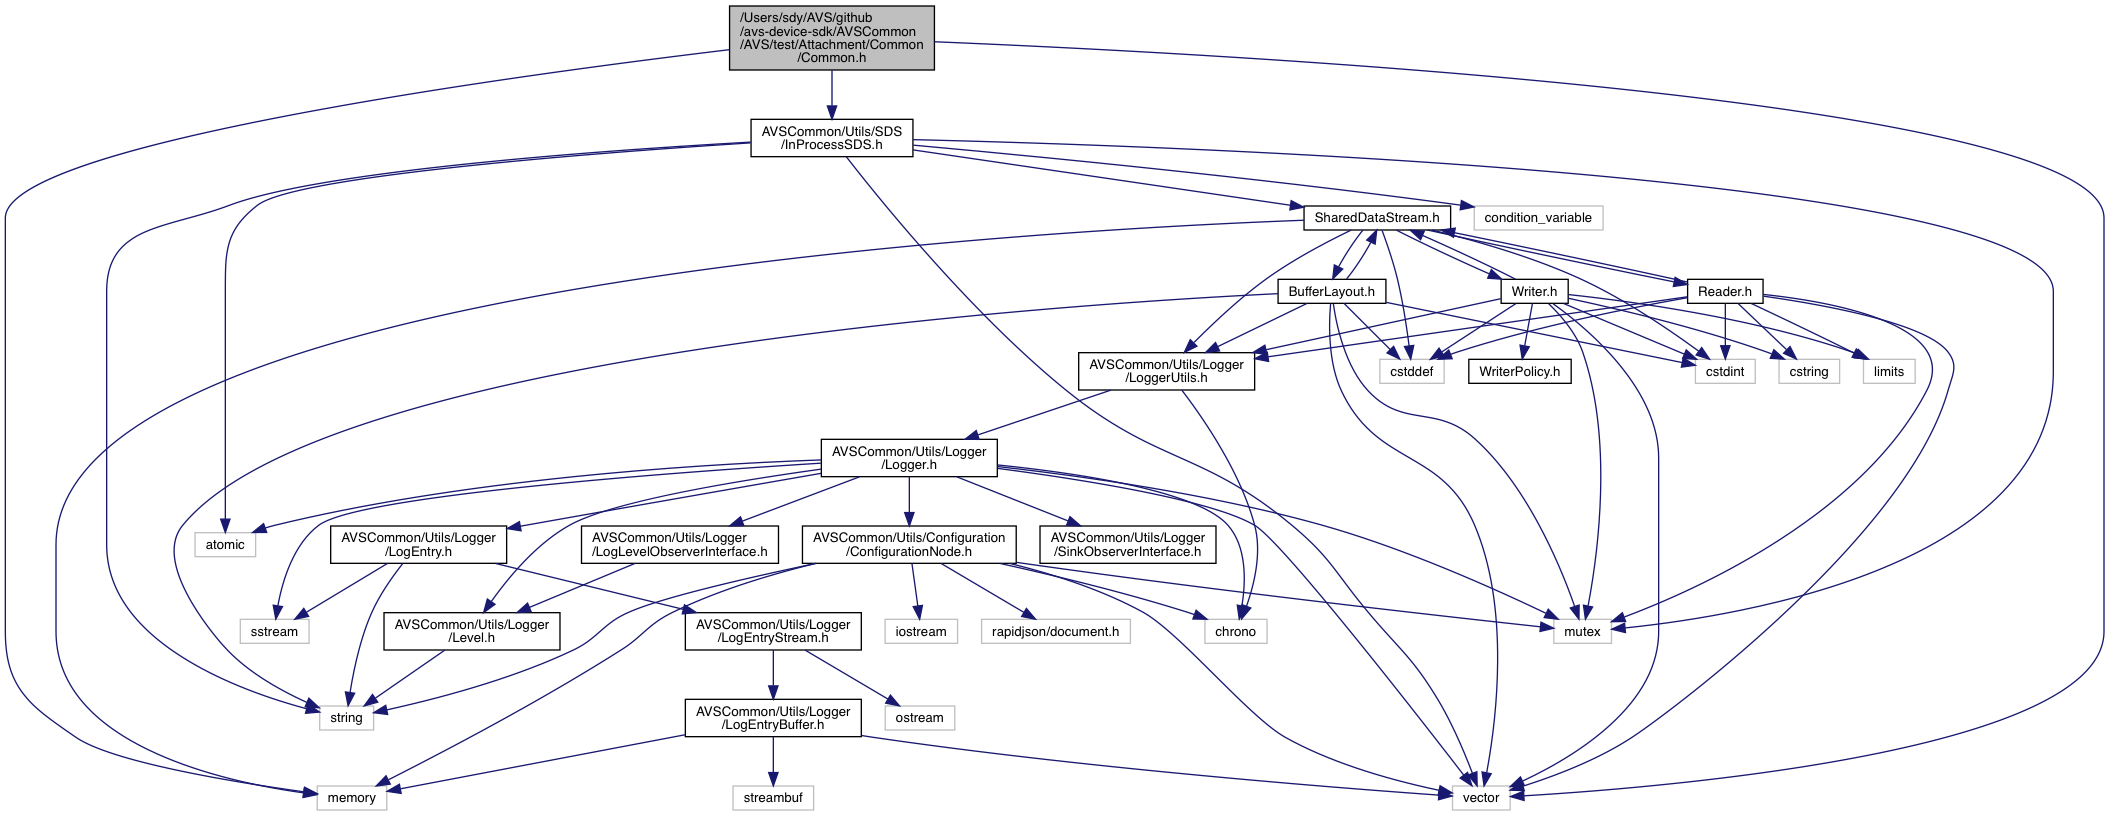 /Users/sdy/AVS/github
/avs-device-sdk/AVSCommon
/AVS/test/Attachment/Common
/Common.h
AVSCommon/Utils/SDS
/InProcessSDS.h
SharedDataStream.h
condition_variable
BufferLayout.h
Writer.h
Reader.h
AVSCommon/Utils/Logger
/LoggerUtils.h
cstddef
WriterPolicy.h
cstdint
cstring
limits
AVSCommon/Utils/Logger
/Logger.h
atomic
AVSCommon/Utils/Logger
/LogEntry.h
AVSCommon/Utils/Logger
/LogLevelObserverInterface.h
AVSCommon/Utils/Configuration
/ConfigurationNode.h
AVSCommon/Utils/Logger
/SinkObserverInterface.h
sstream
AVSCommon/Utils/Logger
/Level.h
AVSCommon/Utils/Logger
/LogEntryStream.h
iostream
rapidjson/document.h
chrono
mutex
string
AVSCommon/Utils/Logger
/LogEntryBuffer.h
ostream
memory
streambuf
vector